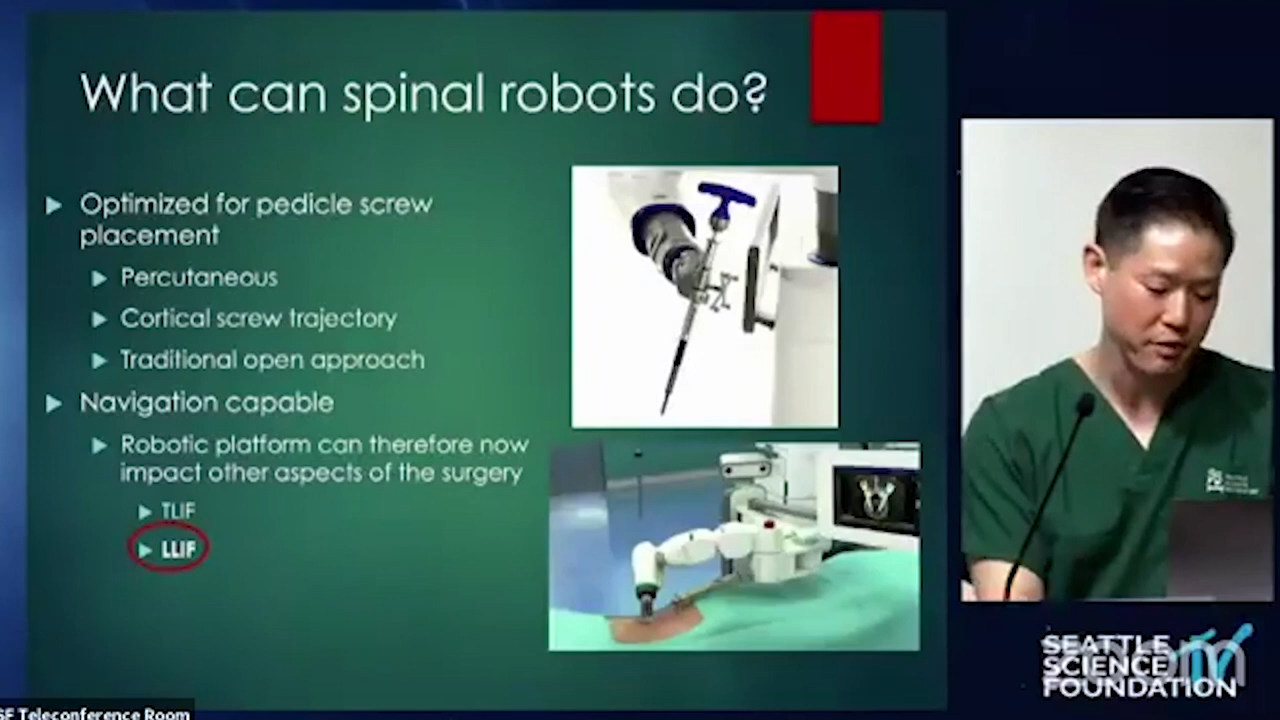 What can spinal robots do?
Optimized for pedicle screw
placement
Percutaneous
Cortical screw trajectory
Traditional open approach
Navigation capable
Robotic platform can therefore now
impact other aspects of the surgery
TLIF
LLIF
SEATTLE
SCIENCE
FOUNDATION
SF Teleconference Room